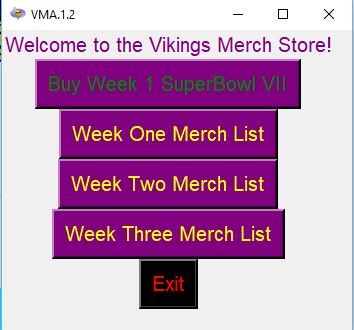 VMA.1.2
Welcome to the Vikings Merch Store!
Buy Week 1 SuperBowl VII
Week One Merch List
Week Two Merch List
Week Three Merch List
Exit